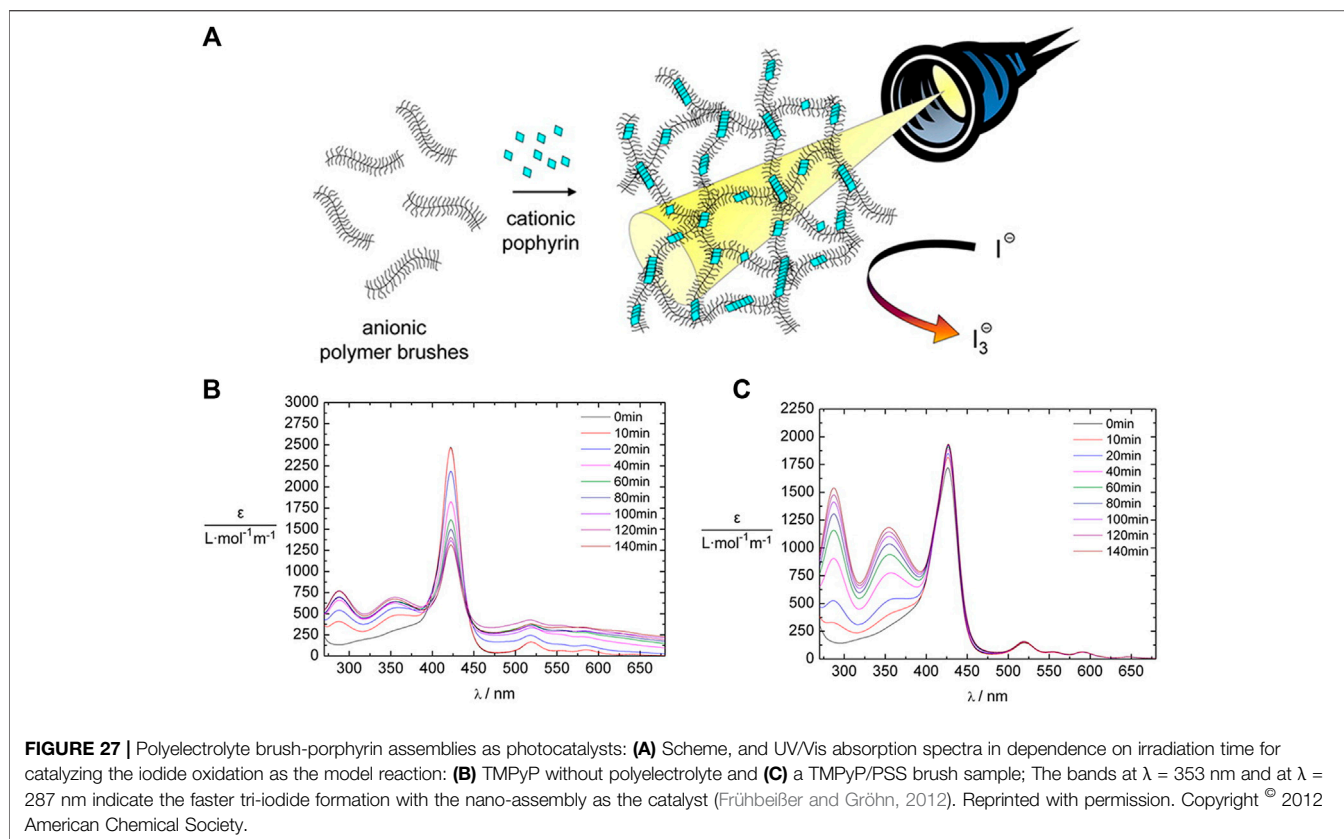 A
cationic
pophyrin
anionic
polymer brushes
I⊖
I3⊖
B
3000
2750
2500
2250
2000
1750
1500
1250
1000
750
500
250
0
ε
L·mol⁻¹m⁻¹
0min
10min
20min
40min
60min
80min
100min
120min
140min
300 350 400 450 500 550 600 650
λ / nm
C
2250
2000
1750
1500
1250
1000
750
500
250
0
ε
L·mol⁻¹m⁻¹
0min
10min
20min
40min
60min
80min
100min
120min
140min
300 350 400 450 500 550 600 650
λ / nm
FIGURE 27 | Polyelectrolyte brush-porphyrin assemblies as photocatalysts: (A) Scheme, and UV/Vis absorption spectra in dependence on irradiation time for
catalyzing the iodide oxidation as the model reaction: (B) TMPyP without polyelectrolyte and (C) a TMPyP/PSS brush sample; The bands at λ = 353 nm and at λ =
287 nm indicate the faster tri-iodide formation with the nano-assembly as the catalyst (Frühbeißer and Gröhn, 2012). Reprinted with permission. Copyright © 2012
American Chemical Society.